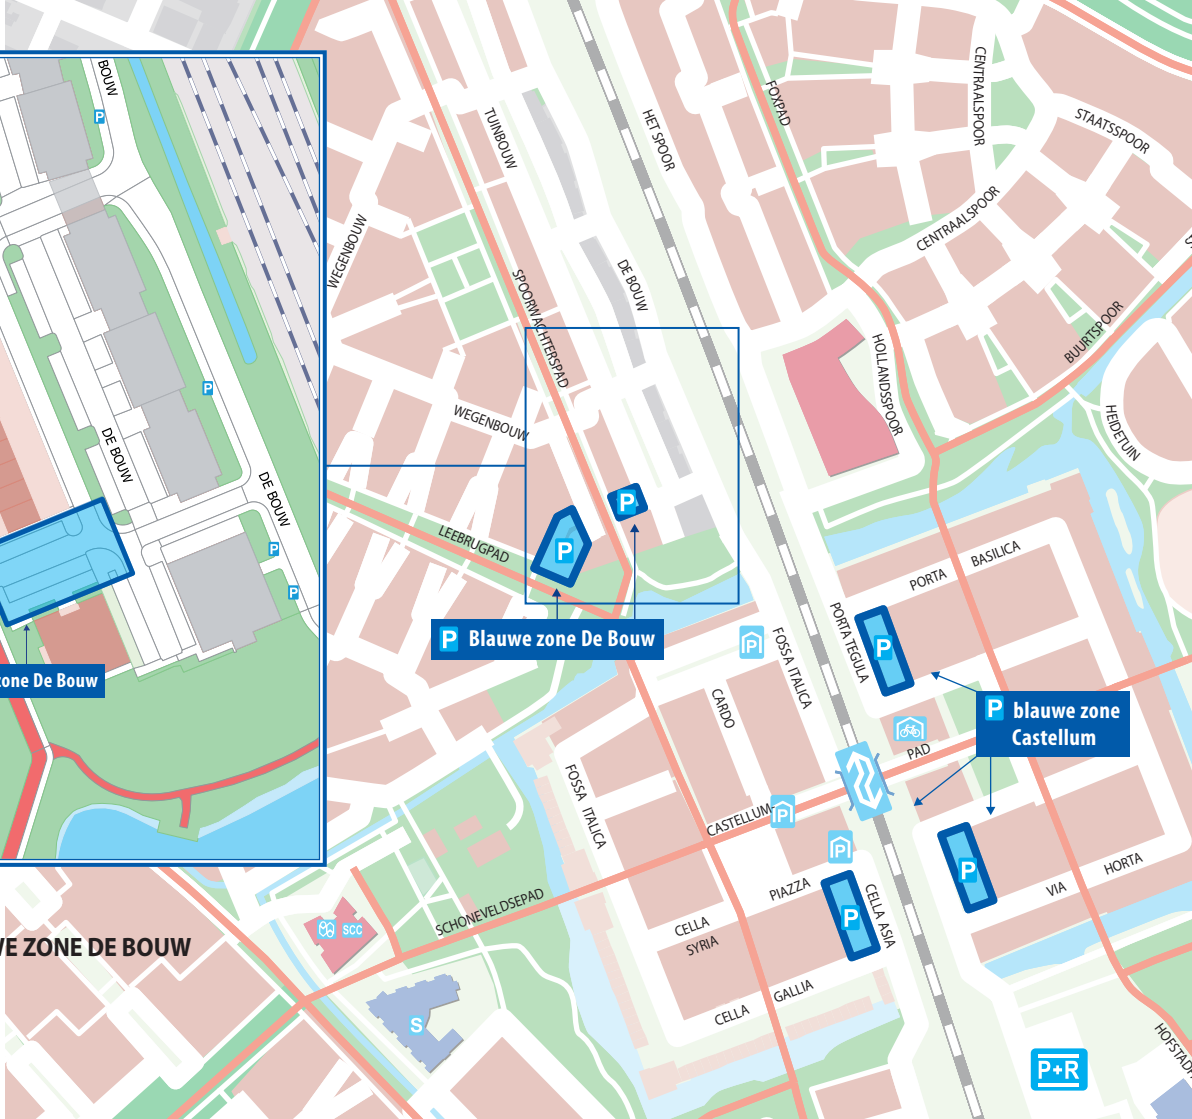 BOUW
P
TUINBOUW
HET SPOOR
FOXPAD
CENTRAALSPOOR
STAATSSPOOR
CENTRAALSPOOR
WEGENBOUW
SPOORWACHTERSPAD
DE BOUW
BUURTSPOOR
HOLLANDSSPOOR
HEIDETUIN
P
WEGENBOUW
DE BOUW
DE BOUW
P
P
P
P
LEEBRUGPAD
P Blauwe zone De Bouw
zone De Bouw
PORTA BASILICA
PORTA TEGULA
P
P
FOSSA ITALICA
CARDO
P blauwe zone
Castellum
PAD
FOSSA ITALICA
CASTELLUM-
P
P
PIAZZA
CELLA ASIA
P
P
VIA HORTA
SCHONEVELDSEPAD
SCC
CELLA
SYRIA
CELLA GALLIA
WE ZONE DE BOUW
S
P+R